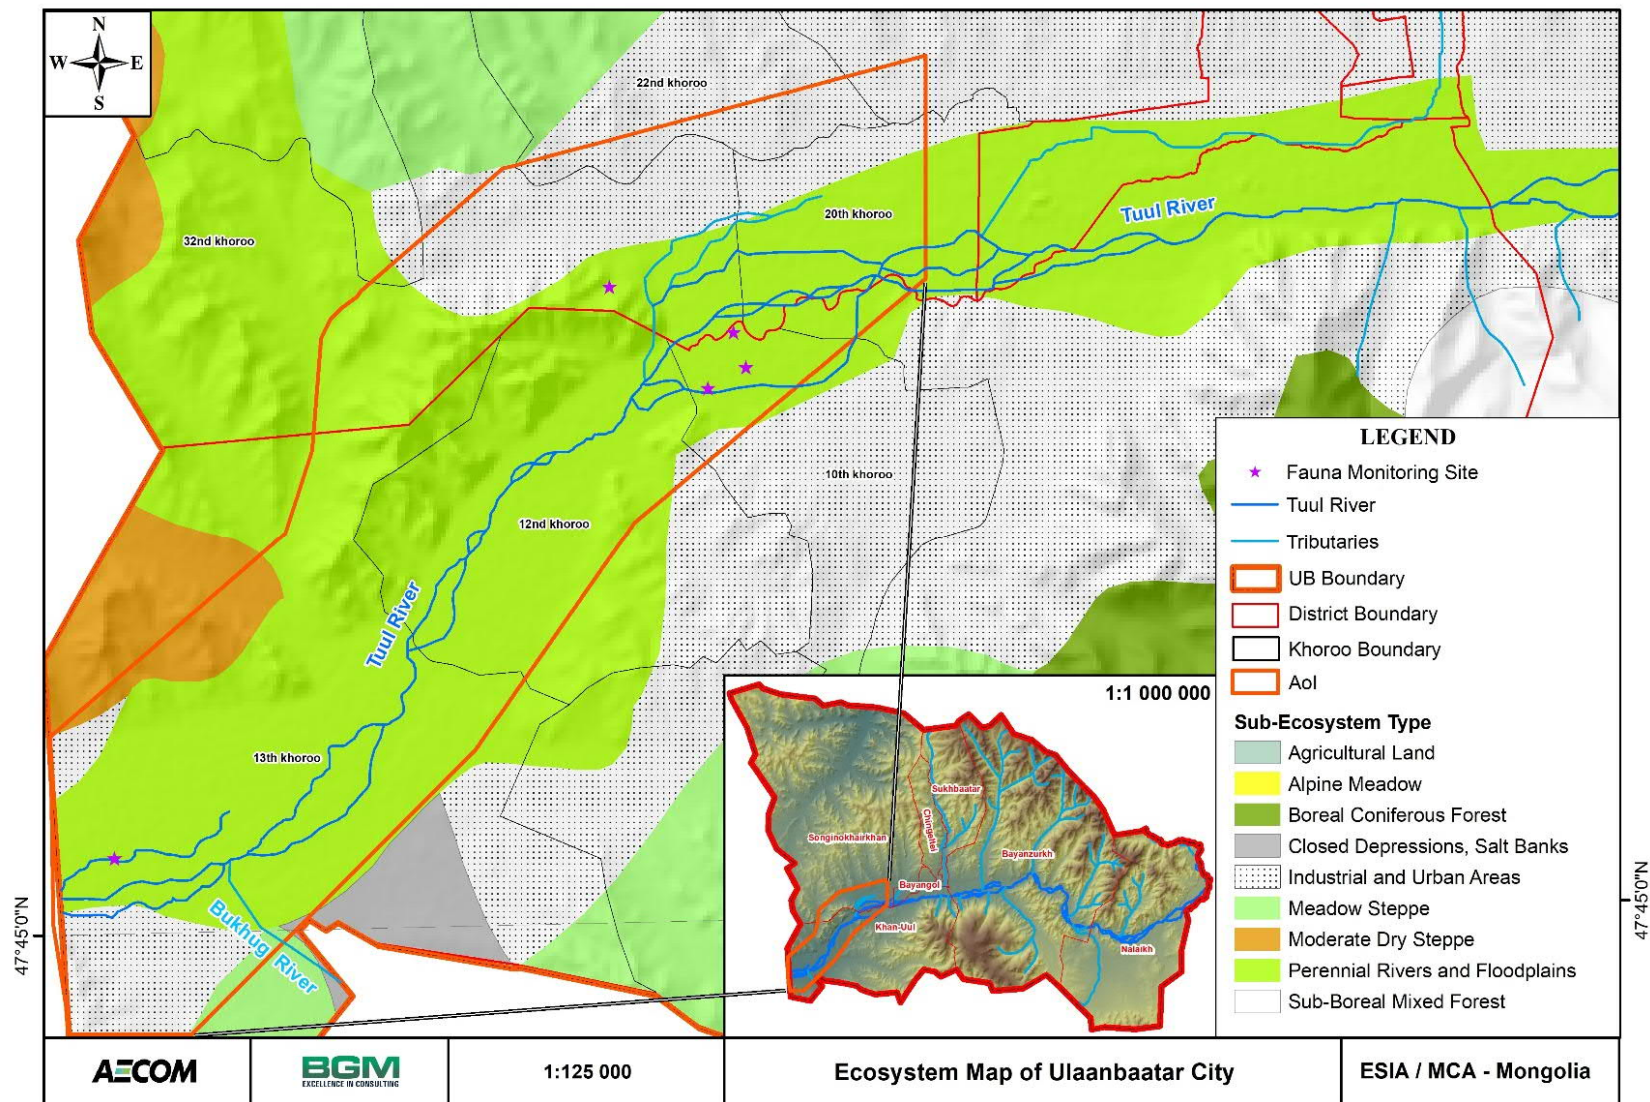 N
W E
S
22nd khoroo
20th khoroo
Tuul River
32nd khoroo
10th khoroo
12nd khoroo
Tuul River
13th khoroo
Bukhug River
47°45'0"N
47°45'0"N
LEGEND
Fauna Monitoring Site
Tuul River
Tributaries
UB Boundary
District Boundary
Khoroo Boundary
AoI
Sub-Ecosystem Type
Agricultural Land
Alpine Meadow
Boreal Coniferous Forest
Closed Depressions, Salt Banks
Industrial and Urban Areas
Meadow Steppe
Moderate Dry Steppe
Perennial Rivers and Floodplains
Sub-Boreal Mixed Forest
1:1 000 000
Sukhbaatar
Songinokhairkhan
Chingeltei
Bayanzurkh
Bayangol
Khan-Uul
Nalaikh
AECOM
BGM
EXCELLENCE IN CONSULTING
1:125 000
Ecosystem Map of Ulaanbaatar City
ESIA / MCA - Mongolia